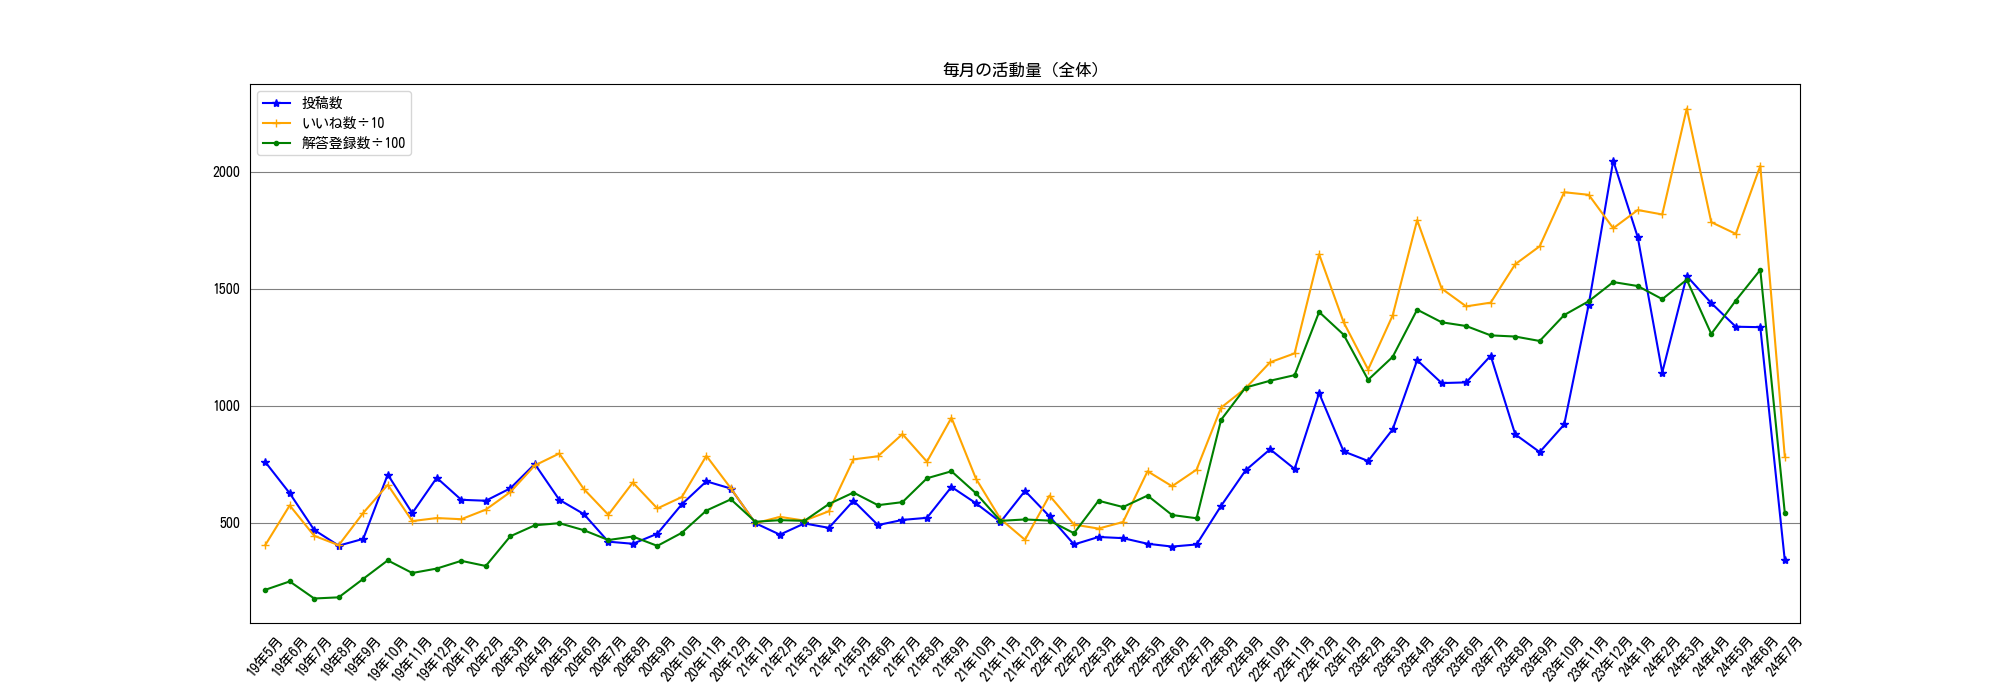 毎月の活動量（全体）
投稿数
いいね数÷10
解答登録数÷100
2000
1500
1000
500
19年5月
19年6月
19年7月
19年8月
19年9月
19年10月
19年11月
19年12月
20年1月
20年2月
20年3月
20年4月
20年5月
20年6月
20年7月
20年8月
20年9月
20年10月
20年11月
20年12月
21年1月
21年2月
21年3月
21年4月
21年5月
21年6月
21年7月
21年8月
21年9月
21年10月
21年11月
21年12月
22年1月
22年2月
22年3月
22年4月
22年5月
22年6月
22年7月
22年8月
22年9月
22年10月
22年11月
22年12月
23年1月
23年2月
23年3月
23年4月
23年5月
23年6月
23年7月
23年8月
23年9月
23年10月
23年11月
23年12月
24年1月
24年2月
24年3月
24年4月
24年5月
24年6月
24年7月